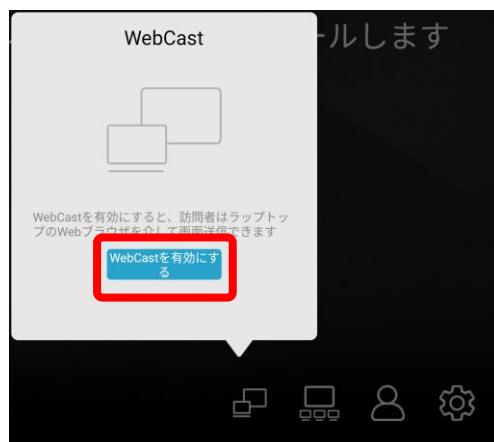 WebCast
ールします
WebCastを有効にすると、訪問者はラップトッ
プのWebブラウザを介して画面送信できます
WebCastを有効にす
る